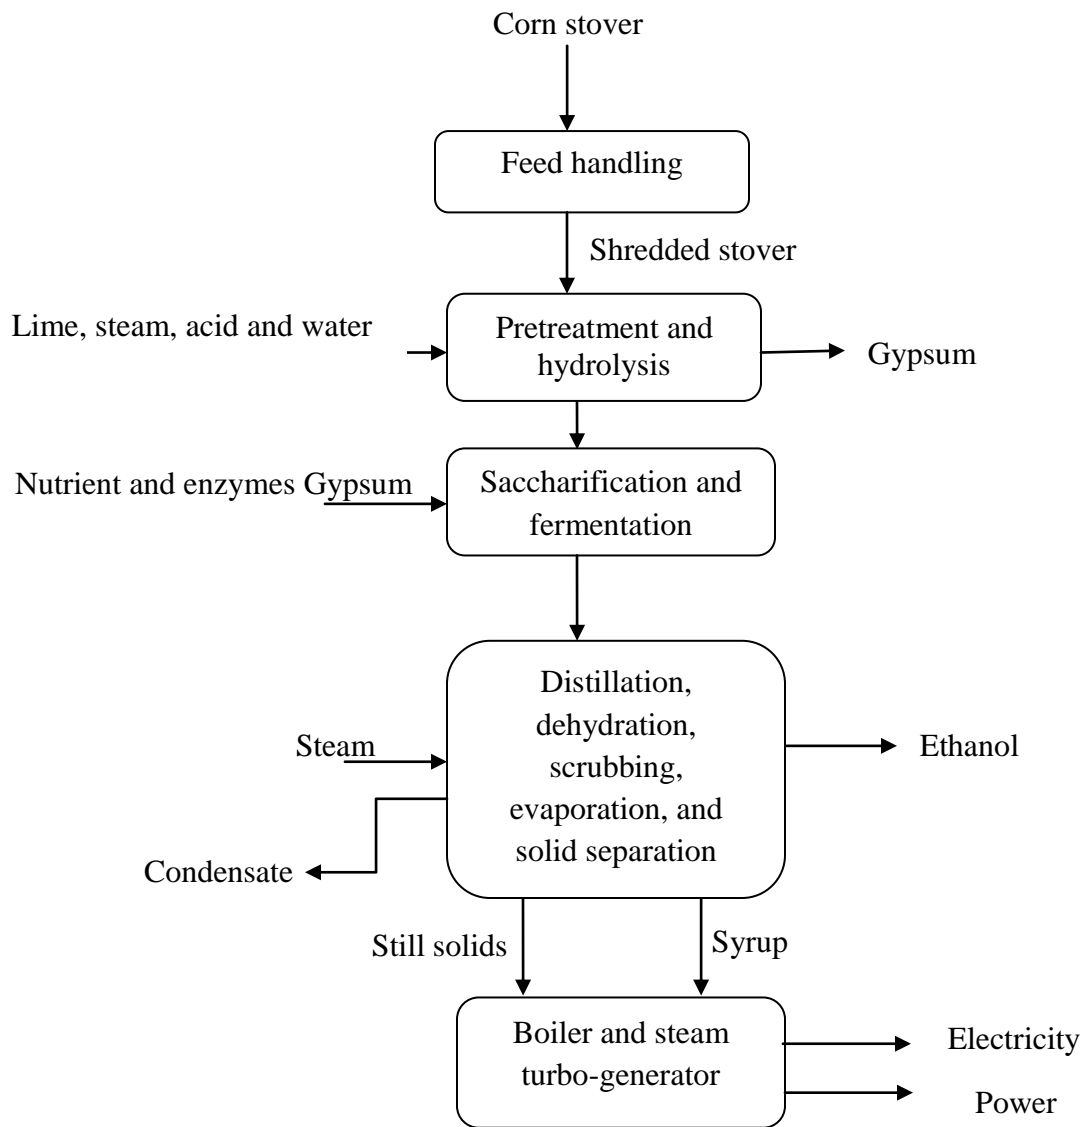 Corn stover
Feed handling
Shredded stover
Lime, steam, acid and water
Pretreatment and
hydrolysis
Gypsum
Nutrient and enzymes Gypsum
Saccharification and
fermentation
Distillation,
dehydration,
scrubbing,
evaporation, and
solid separation
Steam
Ethanol
Condensate
Still solids
Syrup
Boiler and steam
turbo-generator
Electricity
Power